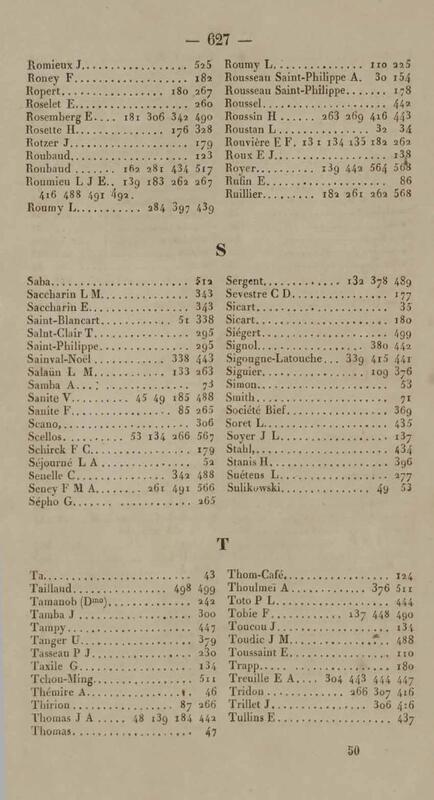 — 627 —
Romieux J.................. 525
Roney F.................... 182
Ropert................ 180 267
Roselet E.................. 260
Rosemberg E.... 181 306 342 490
Rosette H............. 176 328
Rotzer J................... 179
Roubaud.................... 123
Roubaud....... 162 281 434 517
Roumieu L J E.. 139 183 262 267
416 488 491 492.
Roumy L........... 284 397 439
Roumy L............... 110 225
Rousseau Saint-Philippe A. 30 154
Rousseau Saint-Philippe..... 178
Roussel.................... 442
Roussin H..... 263 269 416 443
Roustan L............. 32 34
Rouvière E F. 131 134 135 182 262
Roux E J................... 138
Royer......... 139 442 564 568
Rufin E.................... 86
Ruillier...... 182 261 262 568
S
Saba....................... 512
Saccharin L M.............. 343
Saccharin E................ 343
Saint-Blancart......... 51 338
Saint-Clair T.............. 295
Saint-Philippe............. 295
Sainval-Noël.......... 338 443
Salaün L M............ 133 263
Samba A.................... 73
Sanite V...... 45 49 185 488
Sanite F.............. 85 265
Scano,..................... 306
Scellos....... 53 134 266 567
Schirck F C................ 179
Séjourné L A............... 52
Senelle C............. 342 488
Seney F M A....... 261 491 566
Sépho G.................... 265
Sergent........... 132 378 489
Sevestre C D............... 177
Sicart..................... 35
Sicart..................... 180
Siégert.................... 499
Signol................ 380 442
Sigougne-Latouche... 339 415 441
Siguier............... 109 376
Simon...................... 53
Smith...................... 71
Société Bief............... 369
Soret L.................... 435
Soyer J L.................. 137
Stahl,..................... 434
Stanis H................... 396
Suétens L.................. 277
Sulikowski............ 49 53
T
Ta......................... 43
Tailland.............. 498 499
Tamanob (Dmo).............. 242
Tamba J.................... 300
Tampy...................... 447
Tanger U................... 379
Tasseau P J................ 230
Taxile G................... 134
Tchou-Ming................. 511
Thémire A.................. 46
Thirion............... 87 266
Thomas J A.... 48 139 184 442
Thomas..................... 47
Thom-Café.................. 124
Thoulmei A............ 376 511
Toto P L................... 444
Tobie F........... 137 448 490
Toucou J................... 134
Toudic J M................. 488
Toussaint E................ 110
Trapp...................... 180
Treuille E A... 304 443 444 447
Tridon............ 266 307 416
Trillet J............. 306 416
Tullins E.................. 437
50